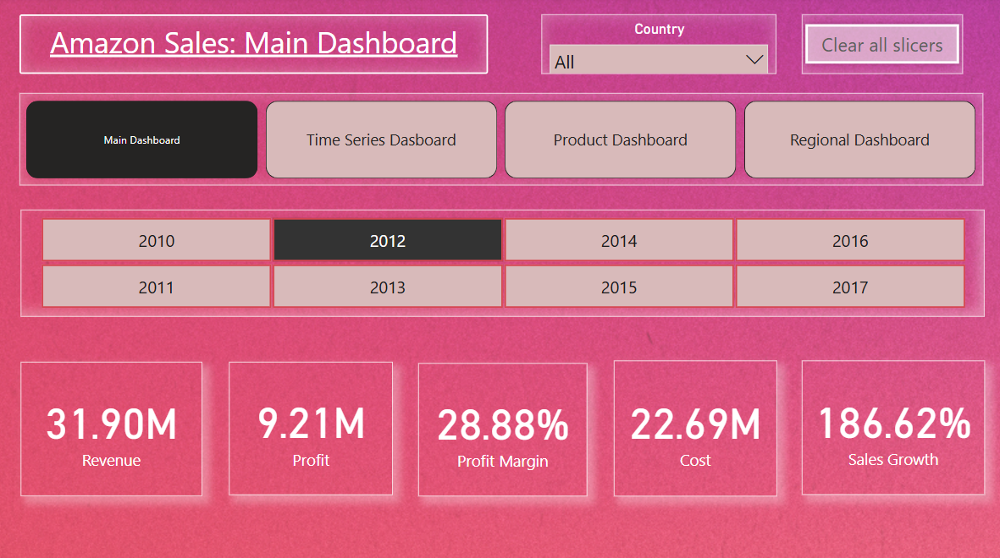 Amazon Sales: Main Dashboard
Country
All
Clear all slicers
Main Dashboard
Time Series Dasboard
Product Dashboard
Regional Dashboard
2010
2012
2014
2016
2011
2013
2015
2017
31.90M
Revenue
9.21M
Profit
28.88%
Profit Margin
22.69M
Cost
186.62%
Sales Growth